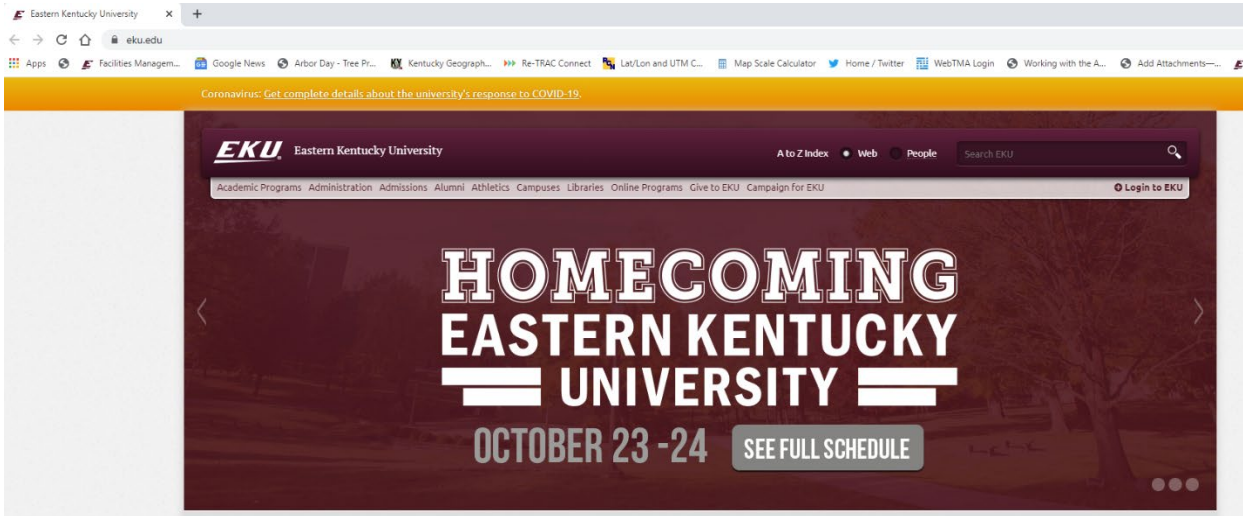 Eastern Kentucky University
eku.edu
Apps Facilities Managem... Google News Arbor Day - Tree Pr... Kentucky Geograph... Re-TRAC Connect Lat/Lon and UTM C... Map Scale Calculator Home / Twitter WebTMA Login Working with the A... Add Attachments—...
Coronavirus: Get complete details about the university's response to COVID-19.
EKU Eastern Kentucky University A to Z Index Web People Search EKU
Academic Programs Administration Admissions Alumni Athletics Campuses Libraries Online Programs Give to EKU Campaign for EKU Login to EKU
HOMECOMING
EASTERN KENTUCKY
UNIVERSITY
OCTOBER 23 -24 SEE FULL SCHEDULE